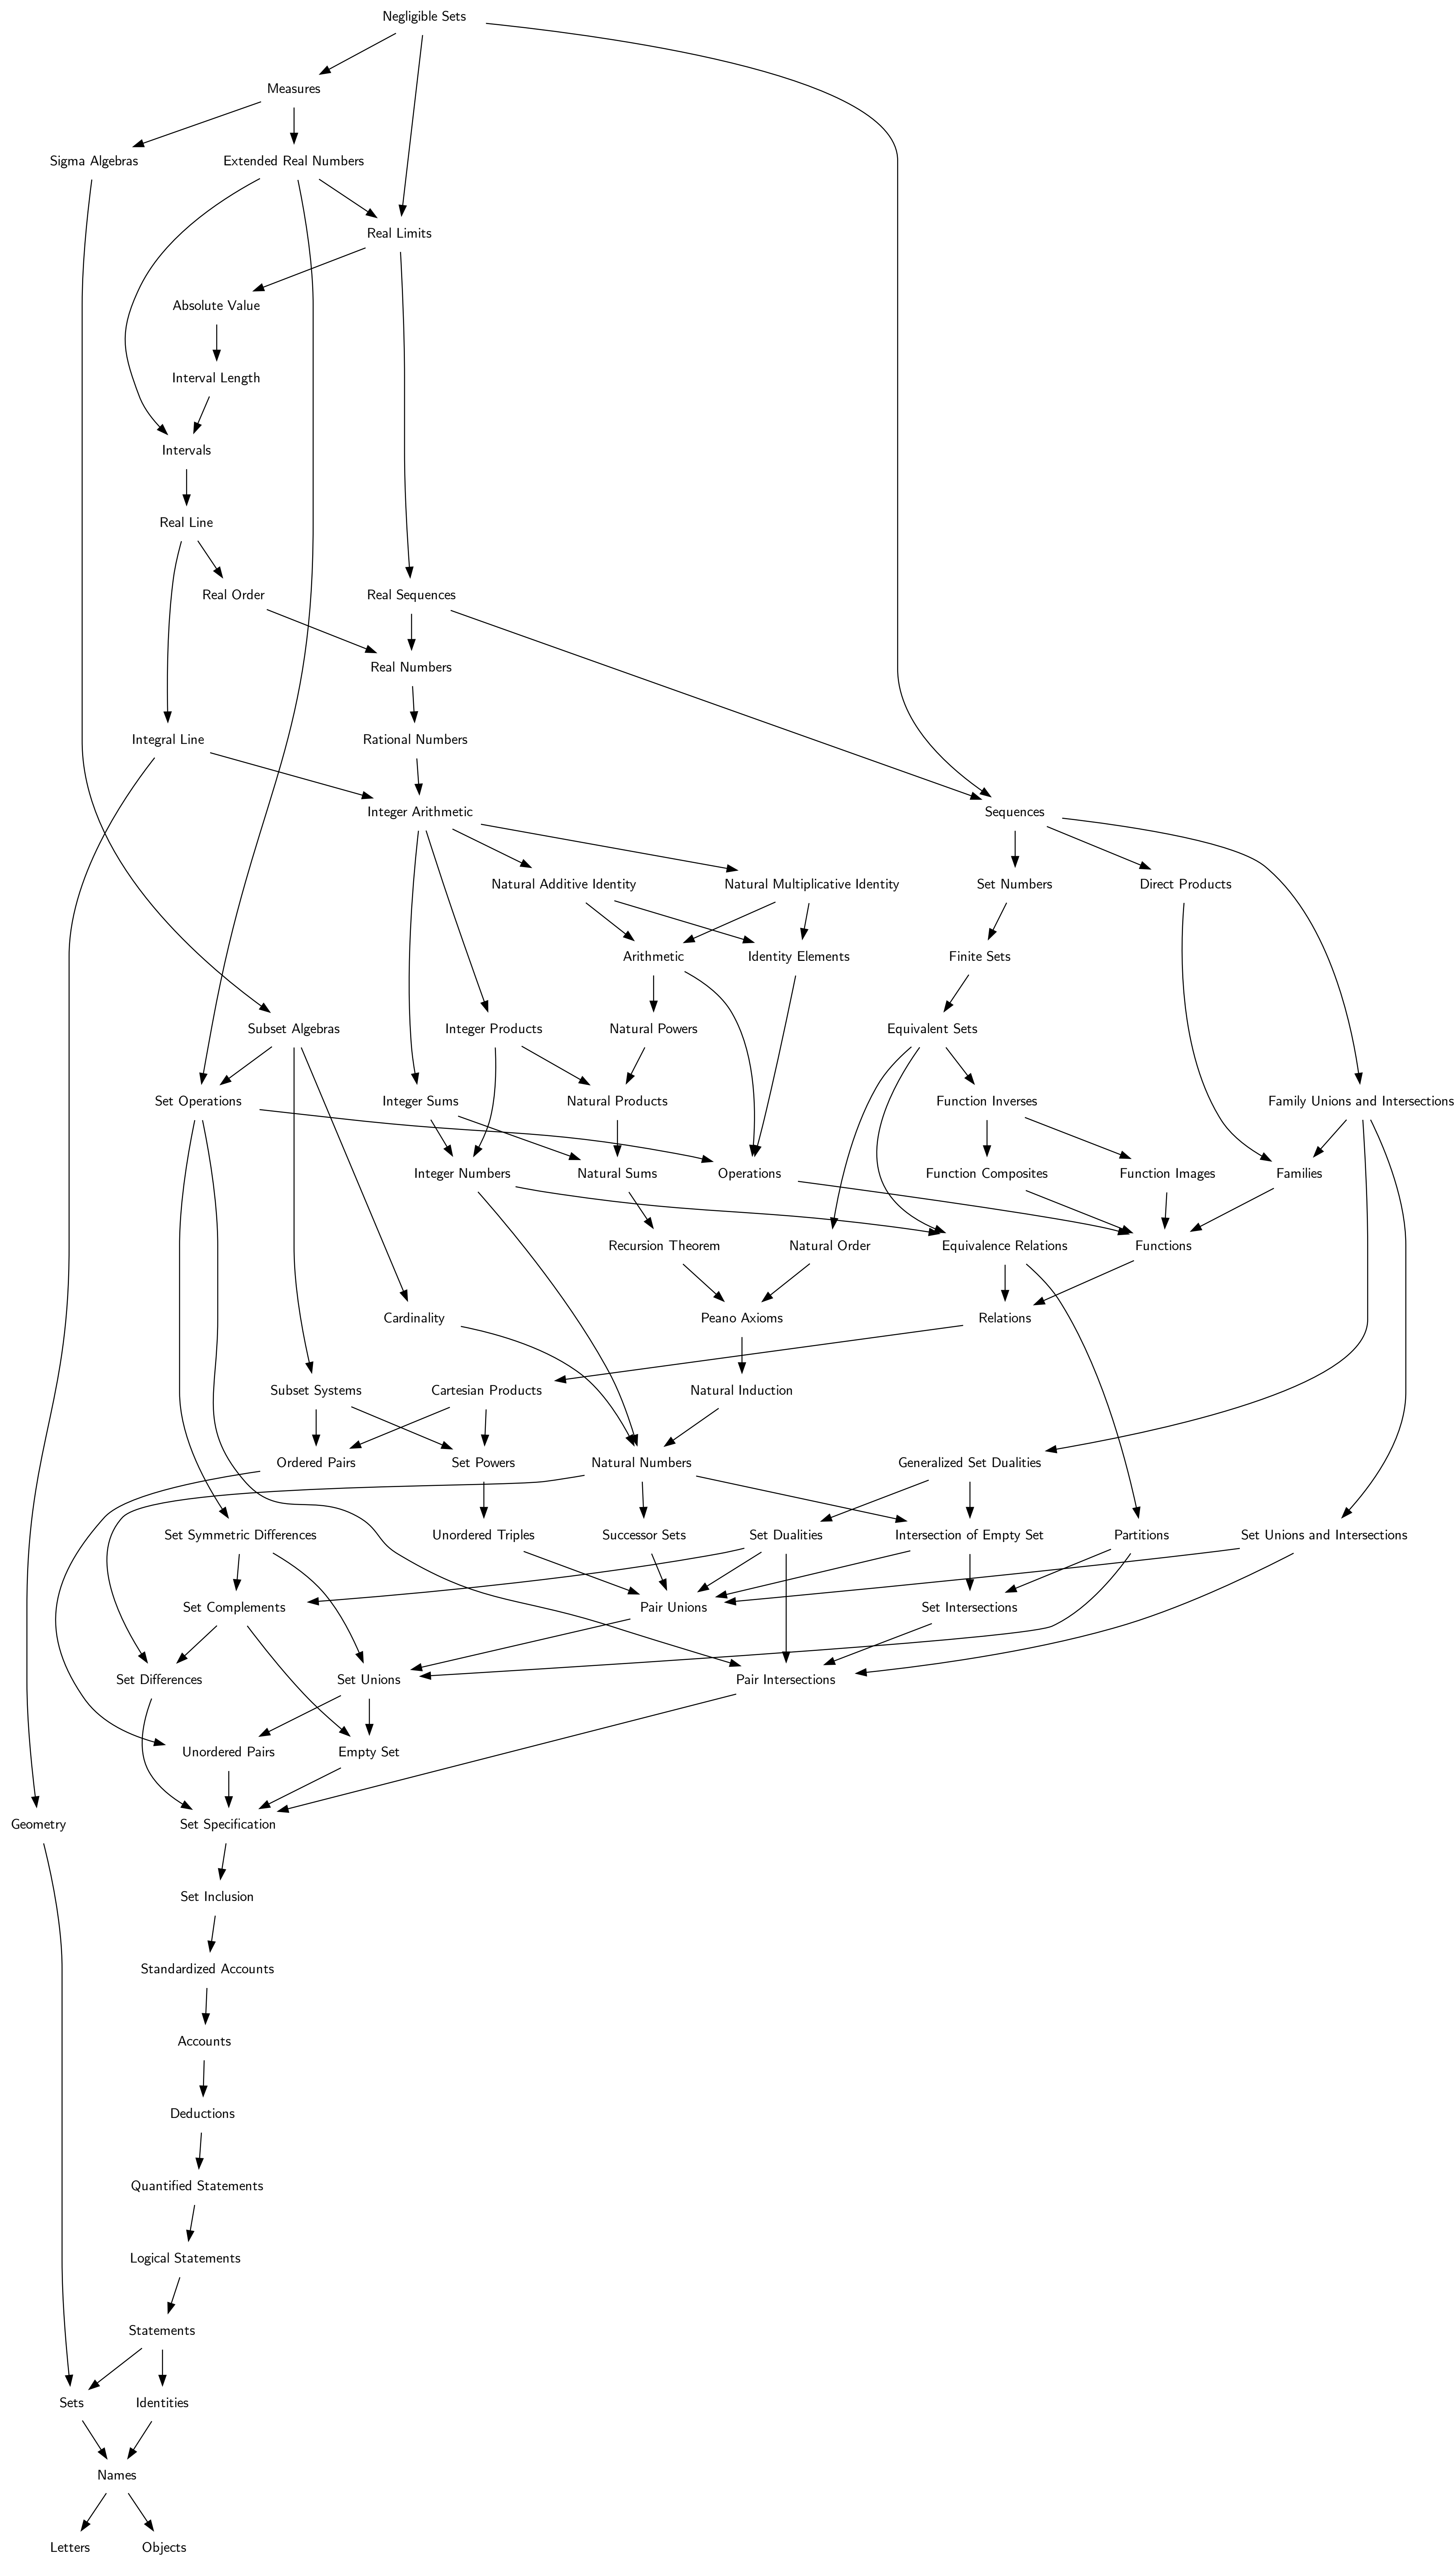 Negligible Sets
Measures
Sigma Algebras
Extended Real Numbers
Real Limits
Absolute Value
Interval Length
Intervals
Real Line
Real Order
Real Sequences
Real Numbers
Integral Line
Rational Numbers
Integer Arithmetic
Sequences
Natural Additive Identity
Natural Multiplicative Identity
Set Numbers
Direct Products
Arithmetic
Identity Elements
Finite Sets
Subset Algebras
Integer Products
Natural Powers
Equivalent Sets
Set Operations
Integer Sums
Natural Products
Function Inverses
Family Unions and Intersections
Integer Numbers
Natural Sums
Operations
Function Composites
Function Images
Families
Recursion Theorem
Natural Order
Equivalence Relations
Functions
Cardinality
Peano Axioms
Relations
Subset Systems
Cartesian Products
Natural Induction
Ordered Pairs
Set Powers
Natural Numbers
Generalized Set Dualities
Set Symmetric Differences
Unordered Triples
Successor Sets
Set Dualities
Intersection of Empty Set
Partitions
Set Unions and Intersections
Set Complements
Pair Unions
Set Intersections
Set Differences
Set Unions
Pair Intersections
Unordered Pairs
Empty Set
Geometry
Set Specification
Set Inclusion
Standardized Accounts
Accounts
Deductions
Quantified Statements
Logical Statements
Statements
Sets
Identities
Names
Letters
Objects